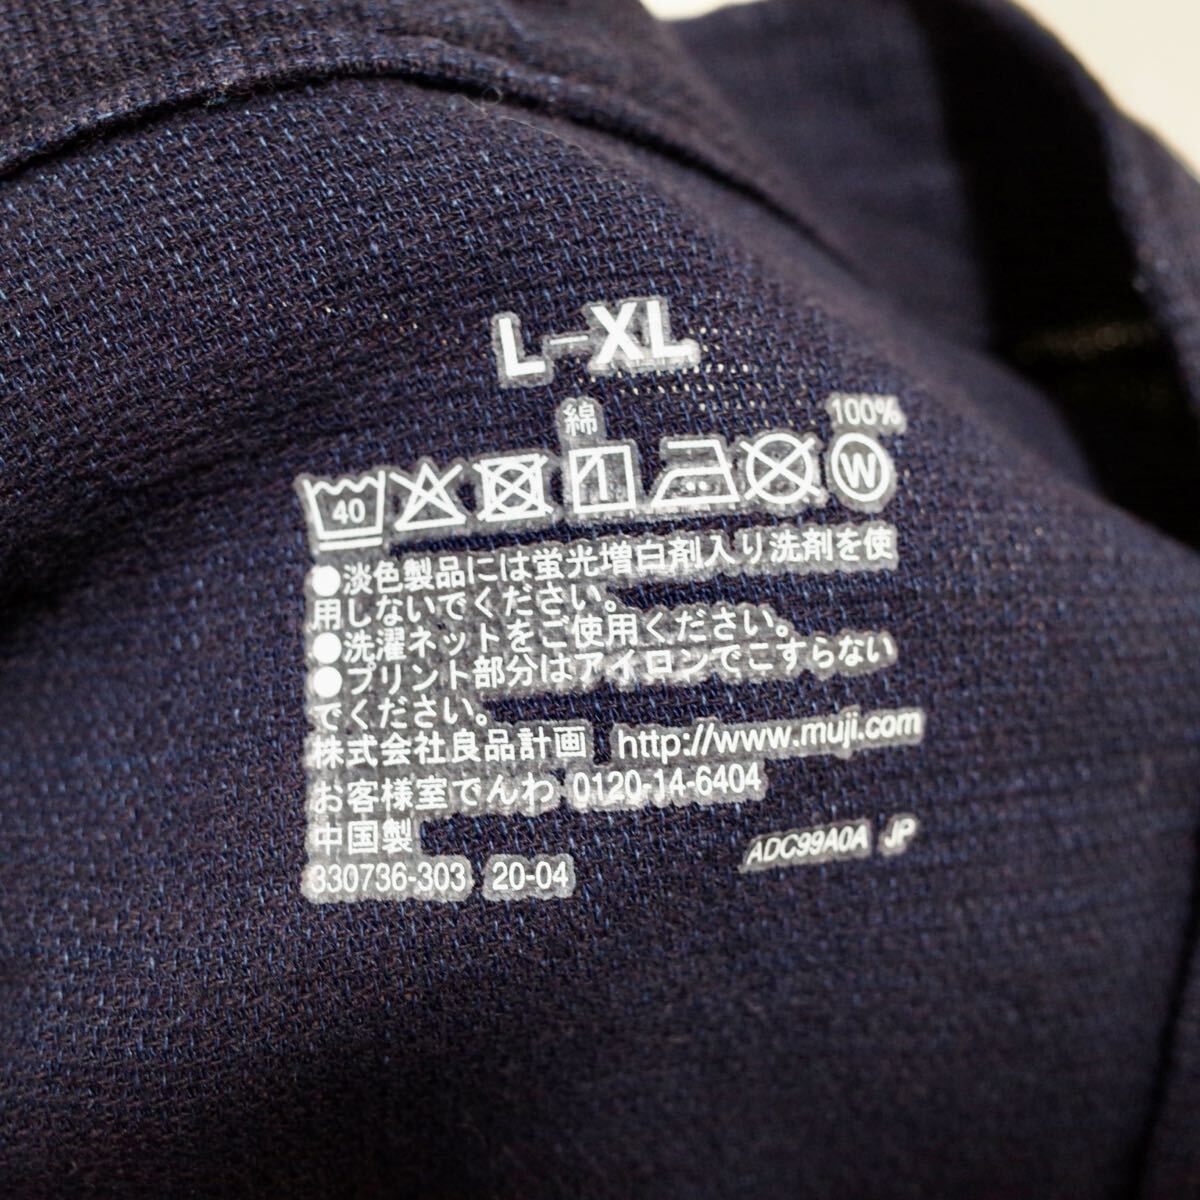 L-XL
綿 100%
40 W
●淡色製品には蛍光増白剤入り洗剤を使
用しないでください。
●洗濯ネットをご使用ください。
●プリント部分はアイロンでこすらない
でください。
株式会社良品計画 http://www.muji.com
お客様室でんわ 0120-14-6404
中国製
ADC99A0A JP
330736-303 20-04